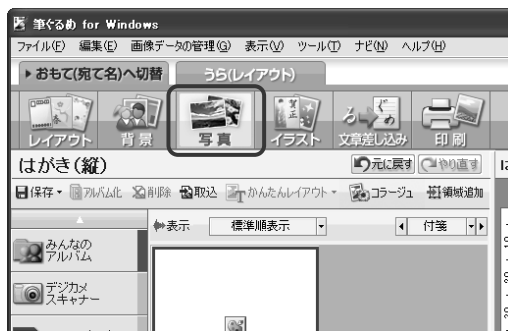 筆ぐるめ for Windows
ファイル(F) 編集(E) 画像データの管理(G) 表示(V) ツール(T) ナビ(N) ヘルプ(H)
おもて(宛て名)へ切替 うら(レイアウト)
レイアウト 背景 写真 イラスト 文章差し込み 印刷
はがき(縦) 元に戻す やり直す は
保存 アルバム化 削除 取込 かんたんレイアウト コラージュ 領域追加
表示 標準順表示 付箋
みんなの
アルバム
デジカメ
スキャナー